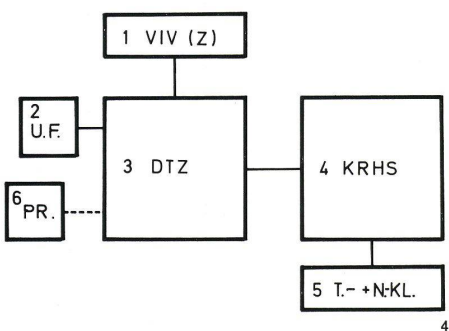 1 VIV (Z)
2
U.F.
3 DTZ
4 KRHS
6
PR.
5 T.- +N.-KL.
4